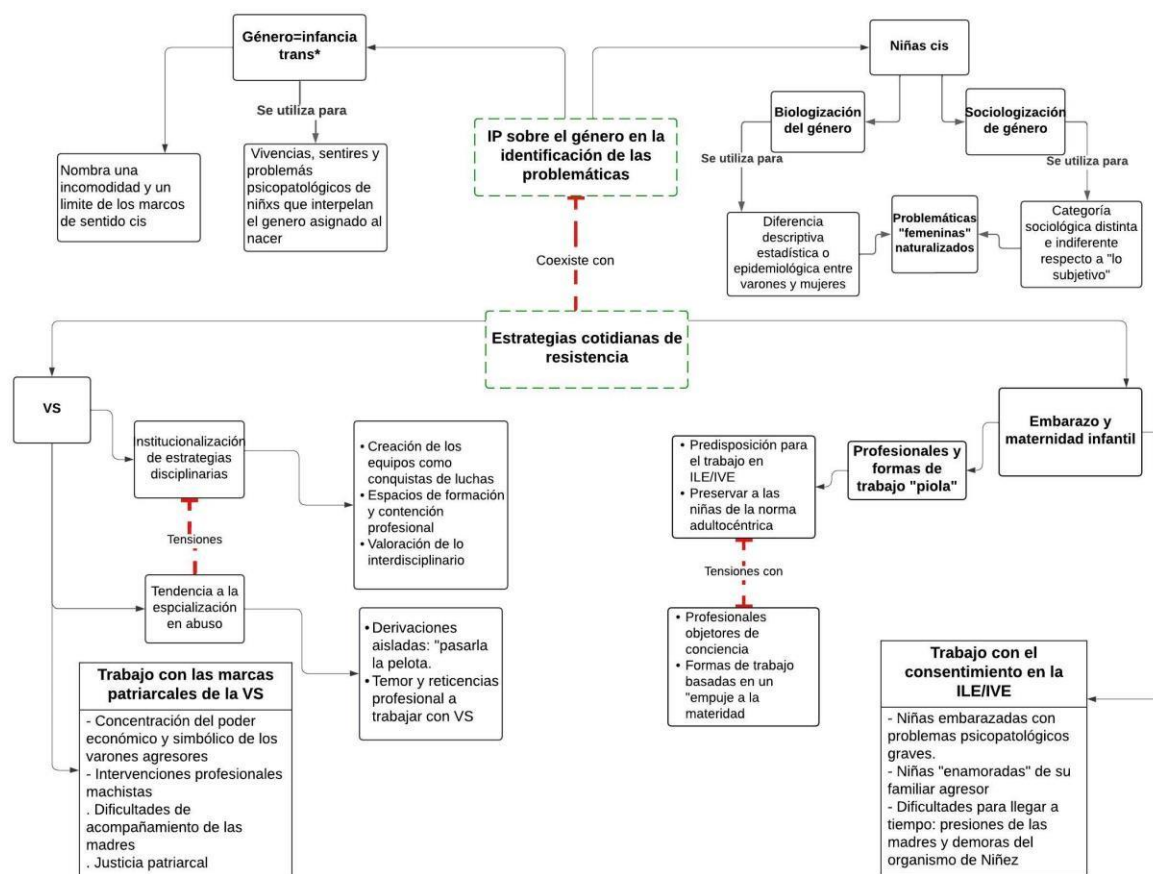 Género=infancia
trans*
Niñas cis
Se utiliza para
Biologización
del género
Sociologización
de género
IP sobre el género en la
identificación de las
problemáticas
Nombra una
incomodidad y un
limite de los marcos
de sentido cis
Vivencias, sentires y
problemás
psicopatológicos de
niñxs que interpelan
el genero asignado al
nacer
Se utiliza para
Se utiliza para
Diferencia
descriptiva
estadística o
epidemiológica entre
varones y mujeres
Problemáticas
"femeninas"
naturalizados
Categoría
sociológica distinta
e indiferente
respecto a "lo
subjetivo"
Coexiste con
Estrategias cotidianas de
resistencia
VS
Institucionalización
de estrategias
disciplinarias
• Creación de los
equipos como
conquistas de luchas
• Espacios de formación
y contención
profesional
• Valoración de lo
interdisciplinario
Tensiones
Tendencia a la
espcialización
en abuso
• Derivaciones
aisladas: "pasarla
la pelota.
• Temor y reticencias
profesional a
trabajar con VS
Trabajo con las marcas
patriarcales de la VS
- Concentración del poder
económico y simbólico de los
varones agresores
- Intervenciones profesionales
machistas
. Dificultades de
acompañamiento de las
madres
. Justicia patriarcal
Embarazo y
maternidad infantil
Profesionales y
formas de
trabajo "piola"
• Predisposición para
el trabajo en
ILE/IVE
• Preservar a las
niñas de la norma
adultocéntrica
Tensiones con
• Profesionales
objetores de
conciencia
• Formas de trabajo
basadas en un
"empuje a la
materidad
Trabajo con el
consentimiento en la
ILE/IVE
- Niñas embarazadas con
problemas psicopatológicos
graves.
- Niñas "enamoradas" de su
familiar agresor
- Dificultades para llegar a
tiempo: presiones de las
madres y demoras del
organismo de Niñez